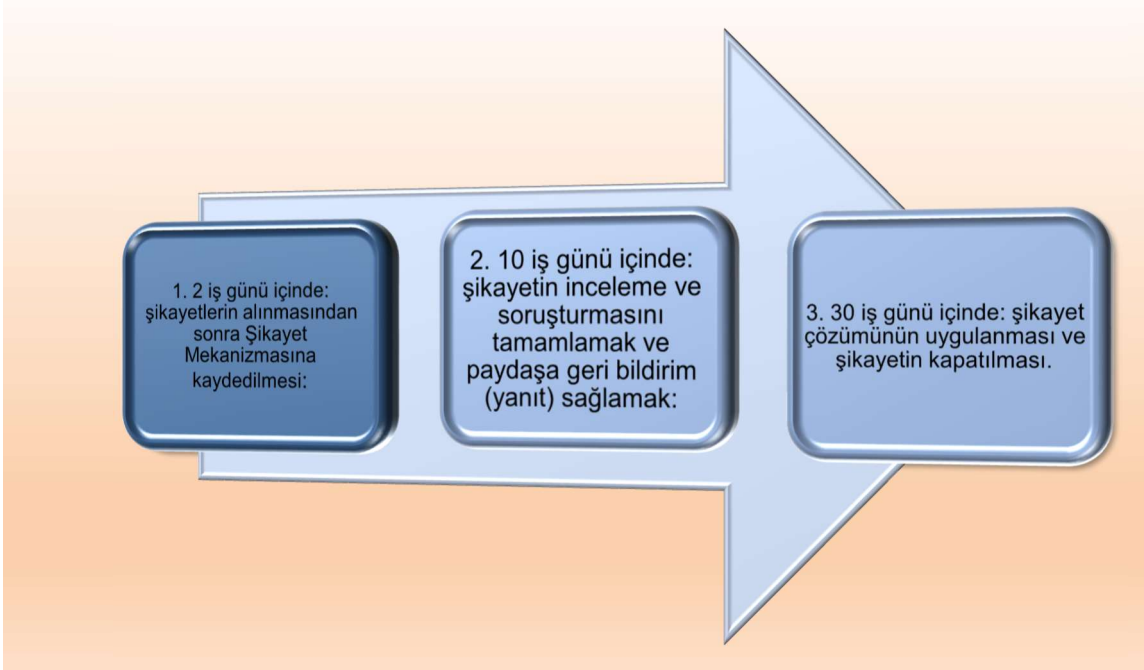 1. 2 iş günü içinde:
şikayetlerin alınmasından
sonra Şikayet
Mekanizmasına
kaydedilmesi:
2. 10 iş günü içinde:
şikayetin inceleme ve
soruşturmasını
tamamlamak ve
paydaşa geri bildirim
(yanıt) sağlamak:
3. 30 iş günü içinde: şikayet
çözümünün uygulanması ve
şikayetin kapatılması.